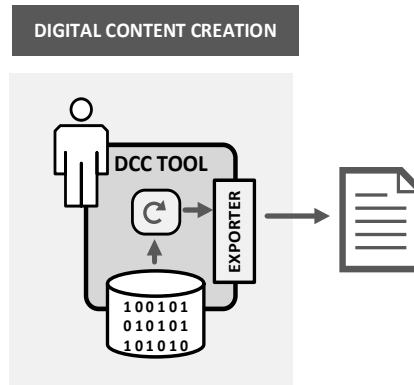 DIGITAL CONTENT CREATION
DCC TOOL
EXPORTER
100101
010101
101010